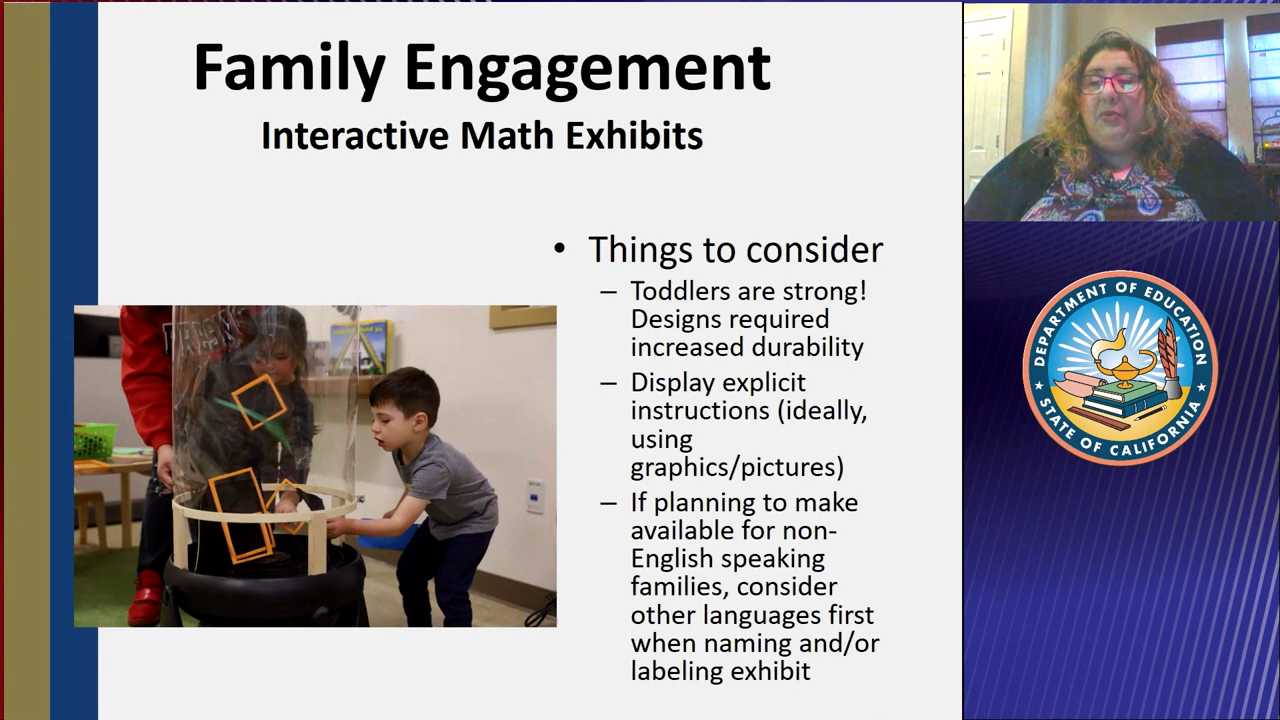 Family Engagement
Interactive Math Exhibits
• Things to consider
– Toddlers are strong!
Designs required
increased durability
– Display explicit
instructions (ideally,
using
graphics/pictures)
– If planning to make
available for non-
English speaking
families, consider
other languages first
when naming and/or
labeling exhibit
DEPARTMENT OF EDUCATION
STATE OF CALIFORNIA